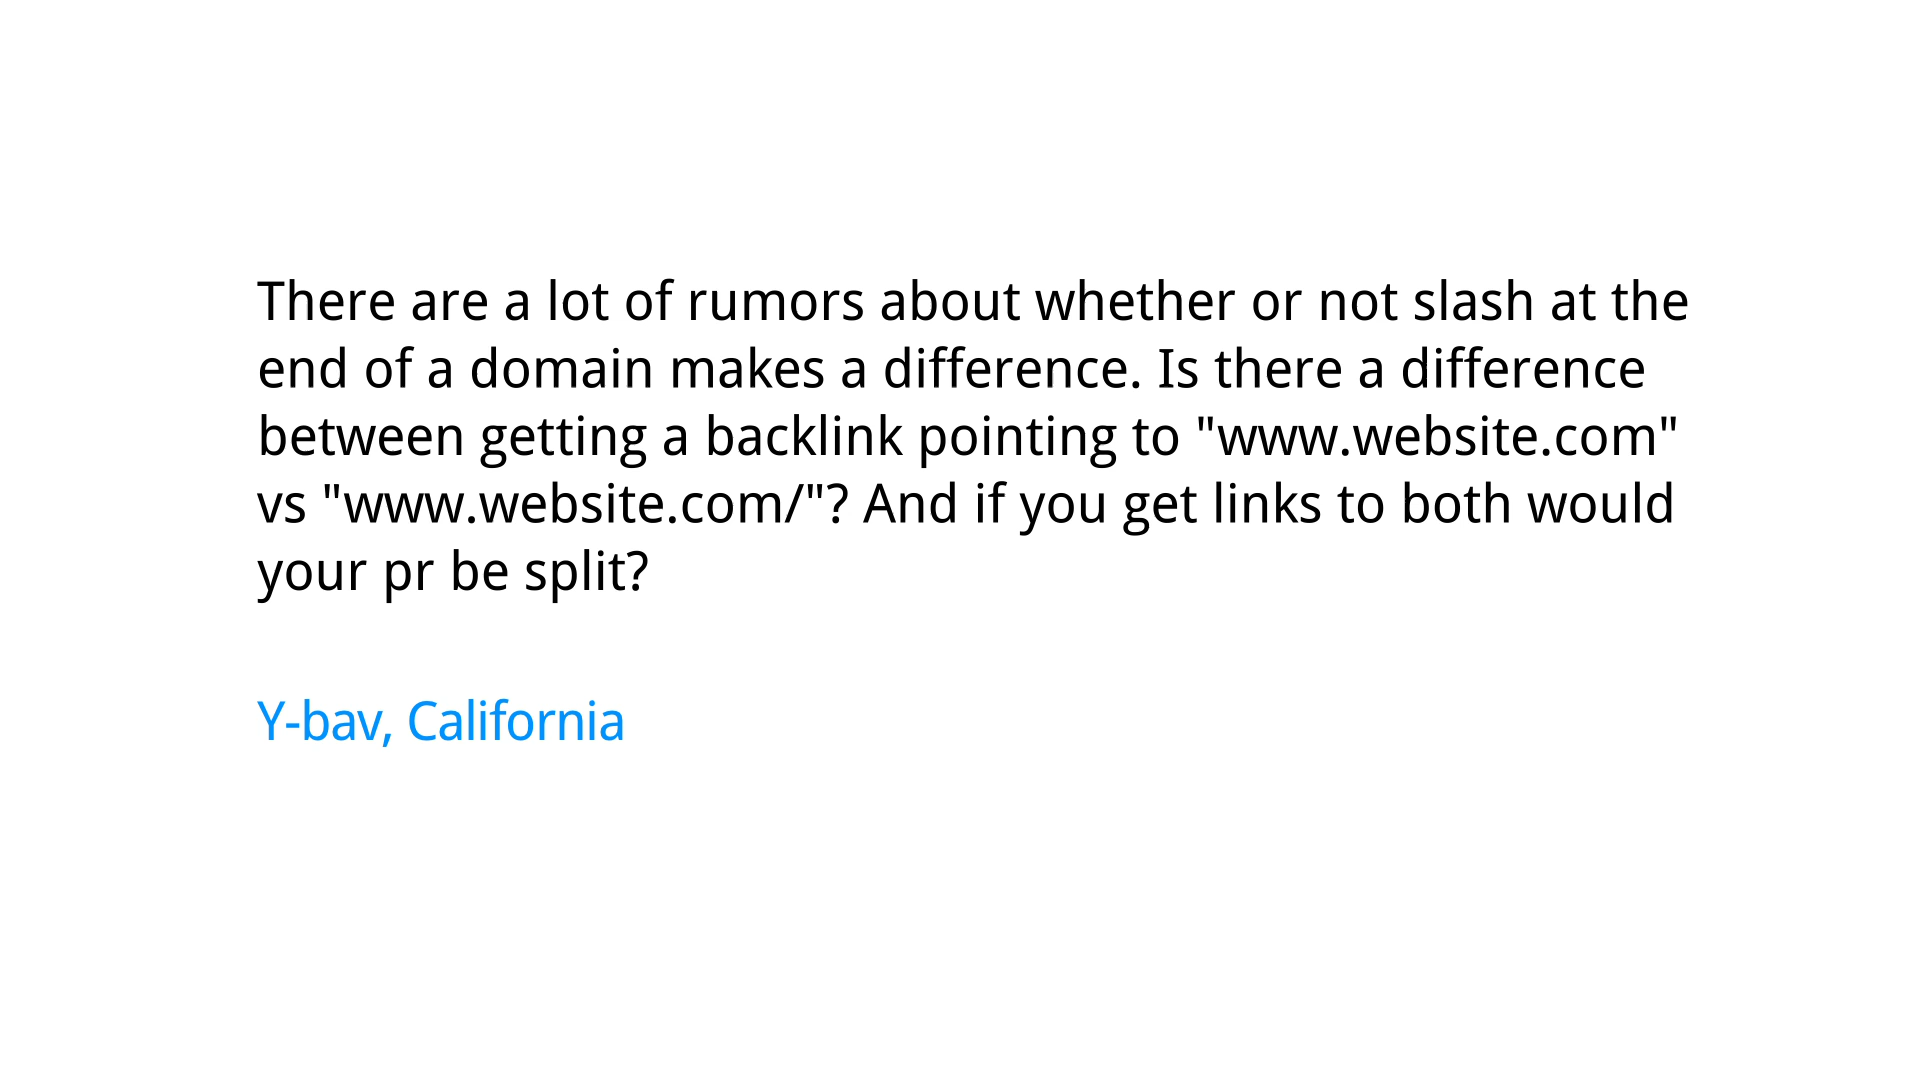 There are a lot of rumors about whether or not slash at the
end of a domain makes a difference. Is there a difference
between getting a backlink pointing to "www.website.com"
vs "www.website.com/"? And if you get links to both would
your pr be split?
Y-bav, California